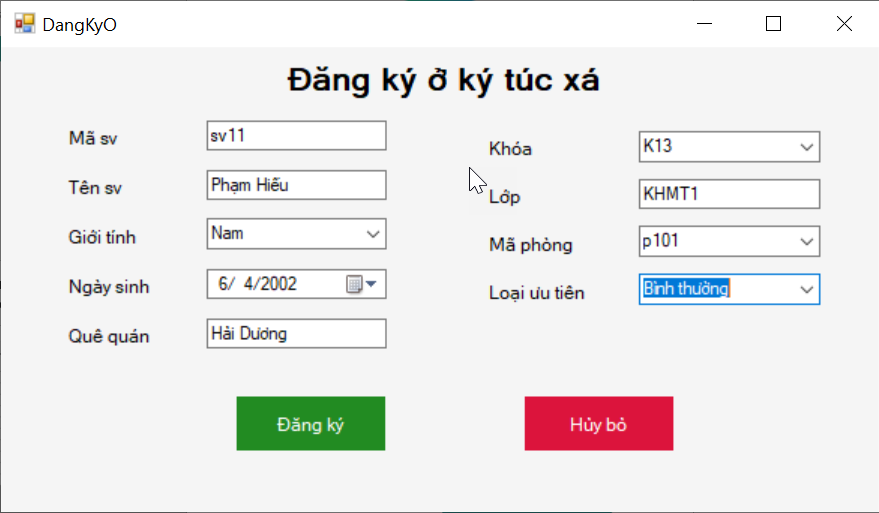 DangKyO
Đăng ký ở ký túc xá
Mã sv
sv11
Tên sv
Phạm Hiếu
Giới tính
Nam
Ngày sinh
6/ 4/2002
Quê quán
Hải Dương
Khóa
K13
Lớp
KHMT1
Mã phòng
p101
Loại ưu tiên
Bình thường
Đăng ký
Hủy bỏ